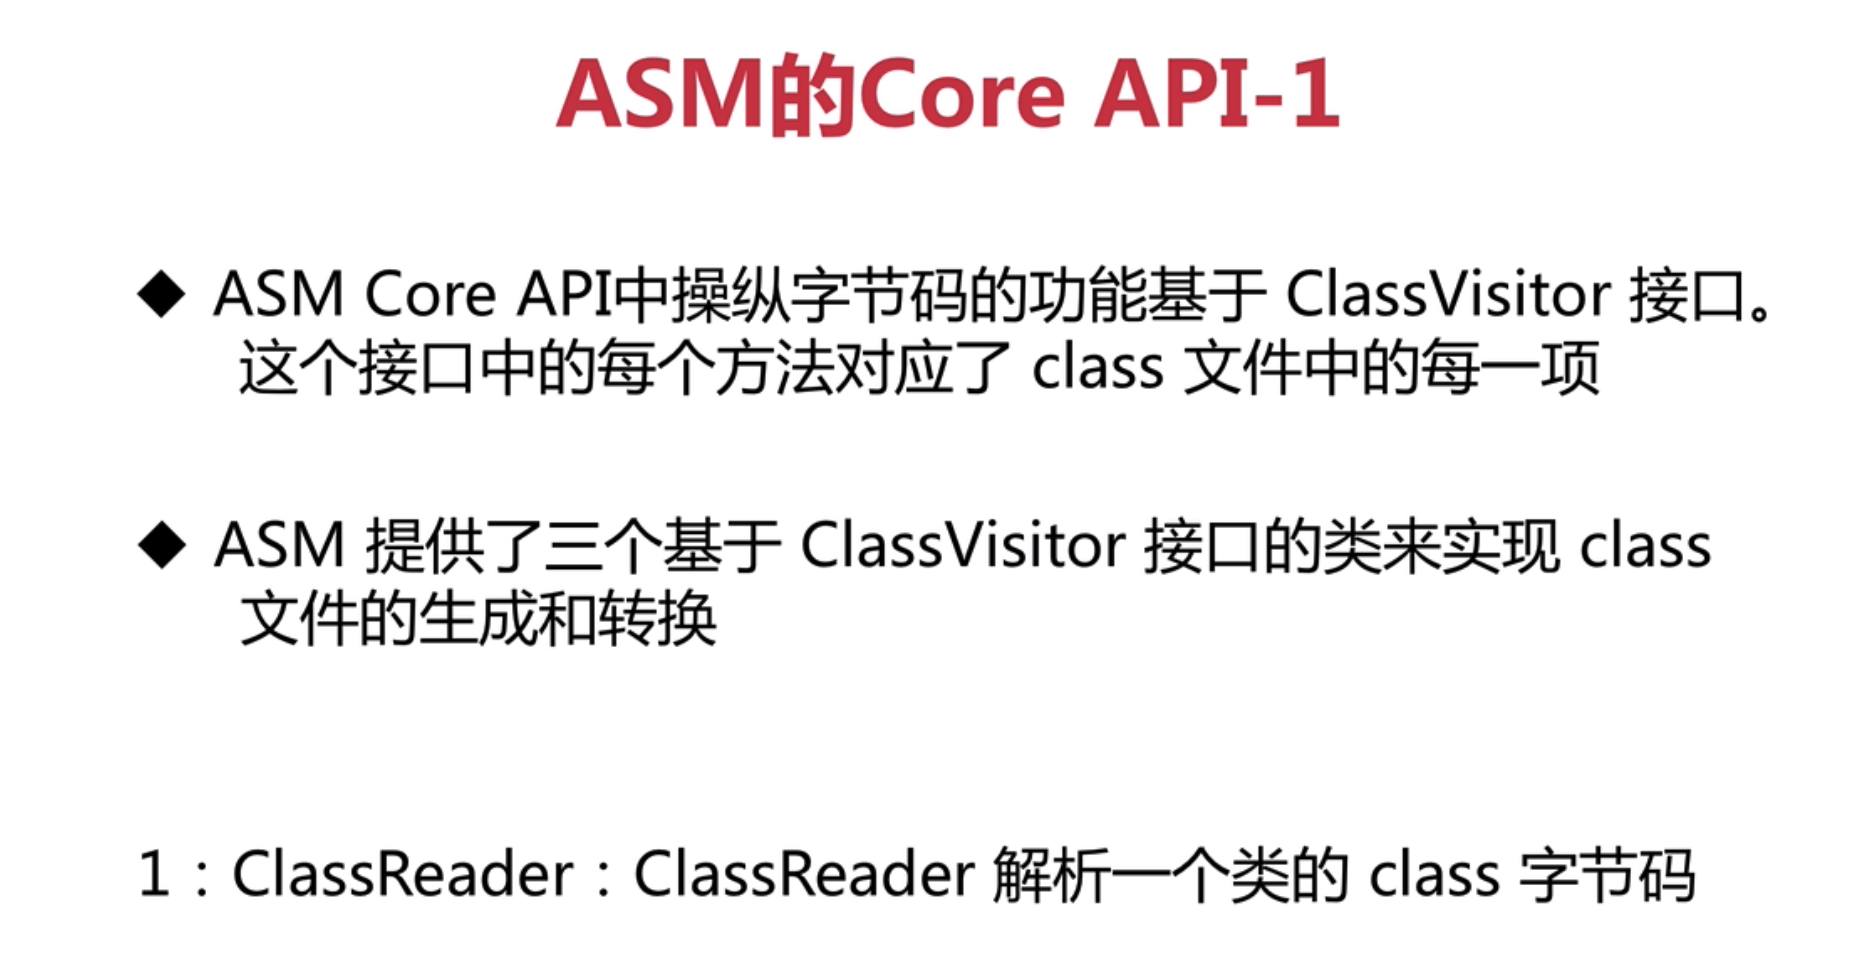 ASM的Core API-1
◆ ASM Core API中操纵字节码的功能基于 ClassVisitor 接口。
这个接口中的每个方法对应了 class 文件中的每一项
◆ ASM 提供了三个基于 ClassVisitor 接口的类来实现 class
文件的生成和转换
1：ClassReader：ClassReader 解析一个类的 class 字节码